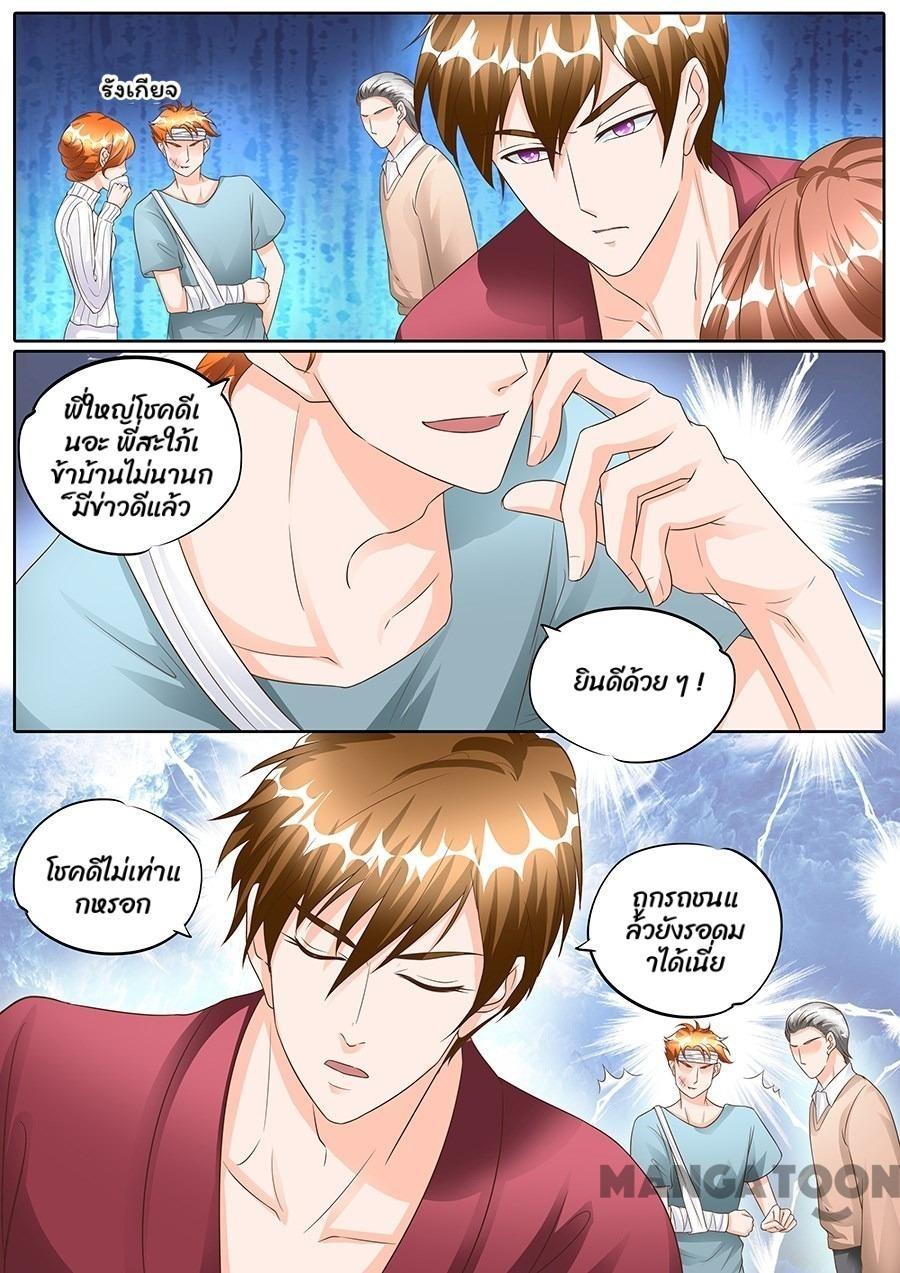 รังเกียจ
พี่ใหญ่โชคดีเ
นอะ พี่สะใภ้เ
ข้าบ้านไม่นานก
็มีข่าวดีแล้ว
ยินดีด้วย ๆ !
โชคดีไม่เท่าแ
กหรอก
ถูกรถชนแ
ล้วยังรอดม
าได้เนี่ย
MANGATOON